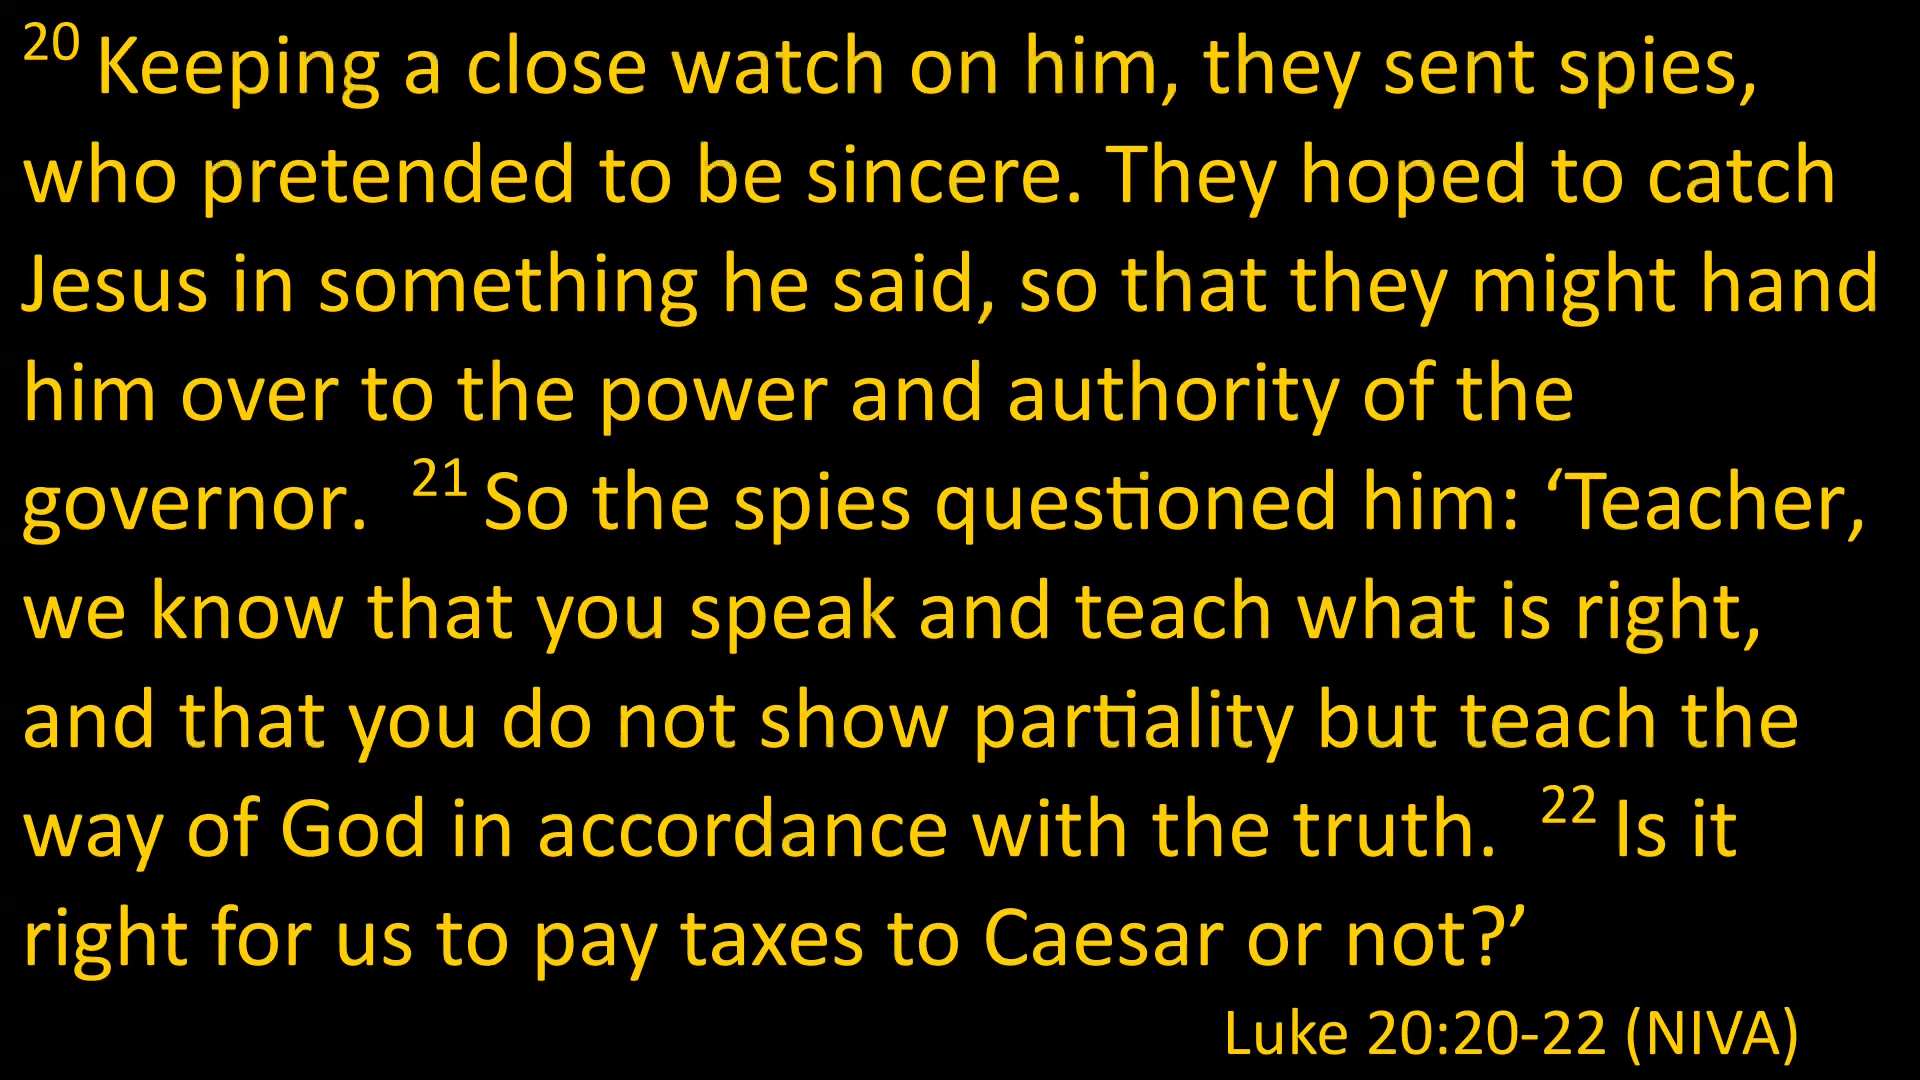 20 Keeping a close watch on him, they sent spies,
who pretended to be sincere. They hoped to catch
Jesus in something he said, so that they might hand
him over to the power and authority of the
governor. 21 So the spies questioned him: ‘Teacher,
we know that you speak and teach what is right,
and that you do not show partiality but teach the
way of God in accordance with the truth. 22 Is it
right for us to pay taxes to Caesar or not?’
Luke 20:20-22 (NIVA)